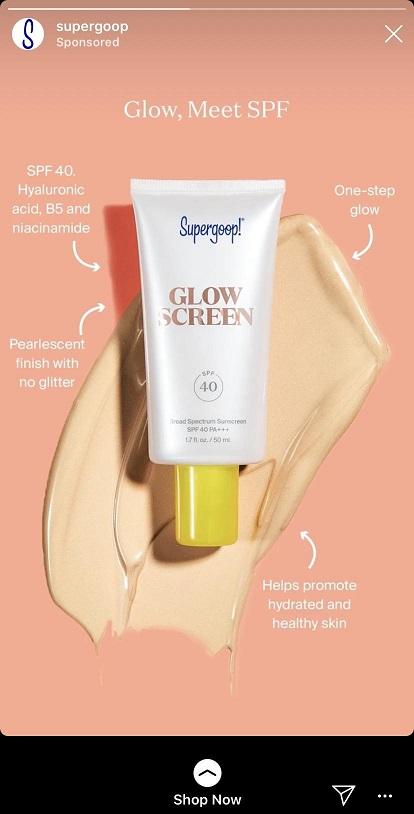 supergoop
Sponsored
Glow, Meet SPF
SPF 40.
Hyaluronic
acid, B5 and
niacinamide
One-step
glow
Pearlescent
finish with
no glitter
Supergoop!®
GLOW
SCREEN
SPF
40
Broad Spectrum Sunscreen
SPF 40 PA+++
1.7 fl. oz. / 50 ml
Helps promote
hydrated and
healthy skin
Shop Now